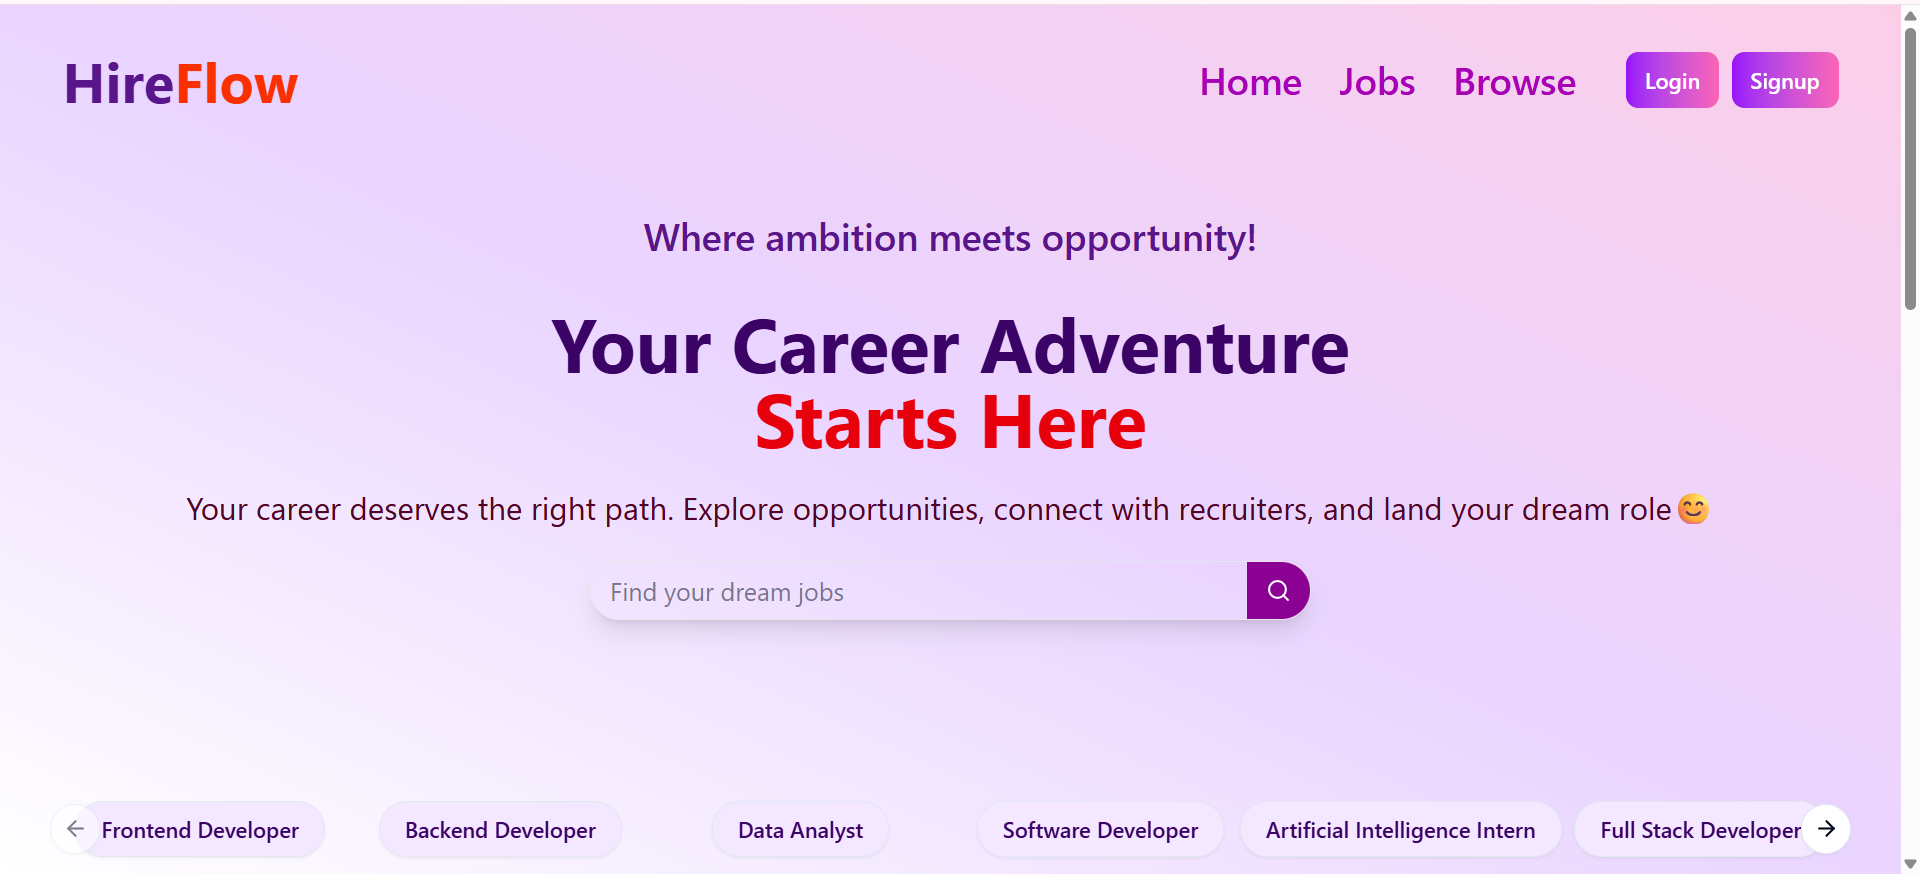 HireFlow
Home Jobs Browse Login Signup
Where ambition meets opportunity!
Your Career Adventure
Starts Here
Your career deserves the right path. Explore opportunities, connect with recruiters, and land your dream role😊
Find your dream jobs
Frontend Developer Backend Developer Data Analyst Software Developer Artificial Intelligence Intern Full Stack Developer